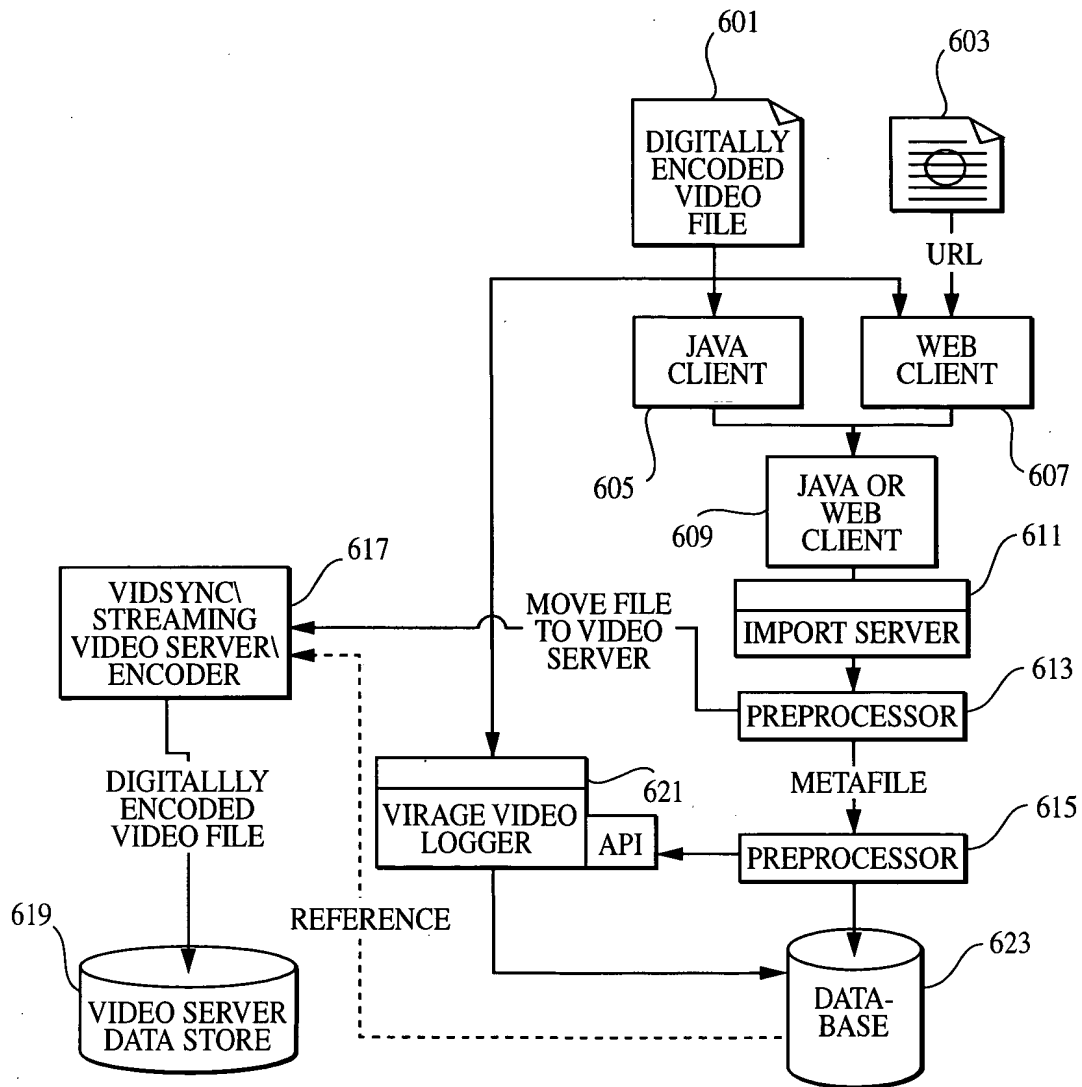 601
603
DIGITALLY
ENCODED
VIDEO
FILE
URL
JAVA
CLIENT
WEB
CLIENT
605
607
JAVA OR
WEB
CLIENT
609
611
617
VIDSYNC\
STREAMING
VIDEO SERVER\
ENCODER
MOVE FILE
TO VIDEO
SERVER
IMPORT SERVER
613
PREPROCESSOR
DIGITALLLY
ENCODED
VIDEO FILE
621
METAFILE
VIRAGE VIDEO
LOGGER
API
615
PREPROCESSOR
REFERENCE
619
623
VIDEO SERVER
DATA STORE
DATA-
BASE